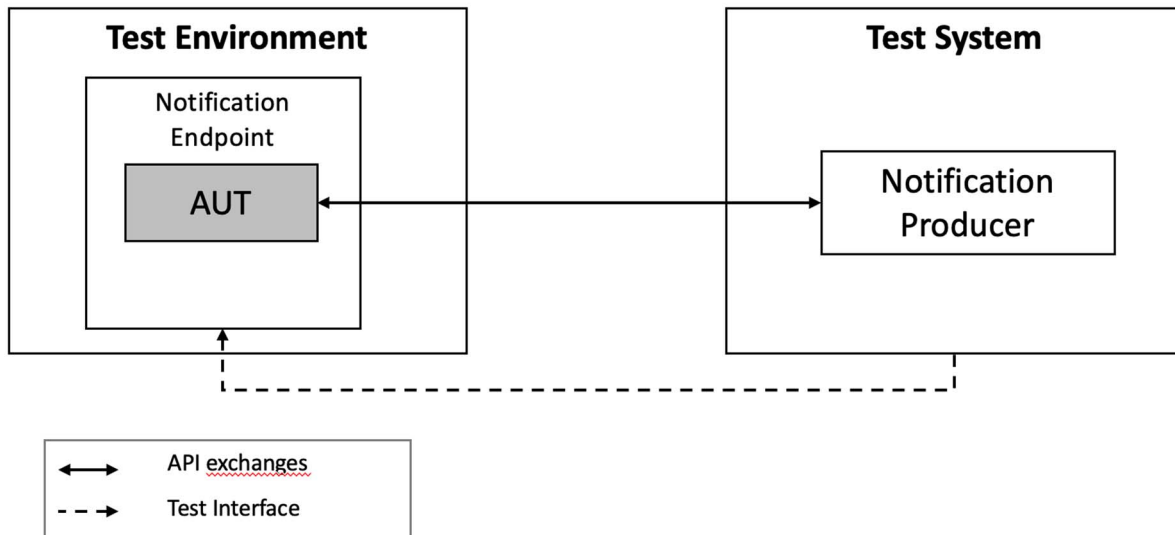 Test Environment
Notification
Endpoint
AUT
Test System
Notification
Producer
API exchanges
Test Interface